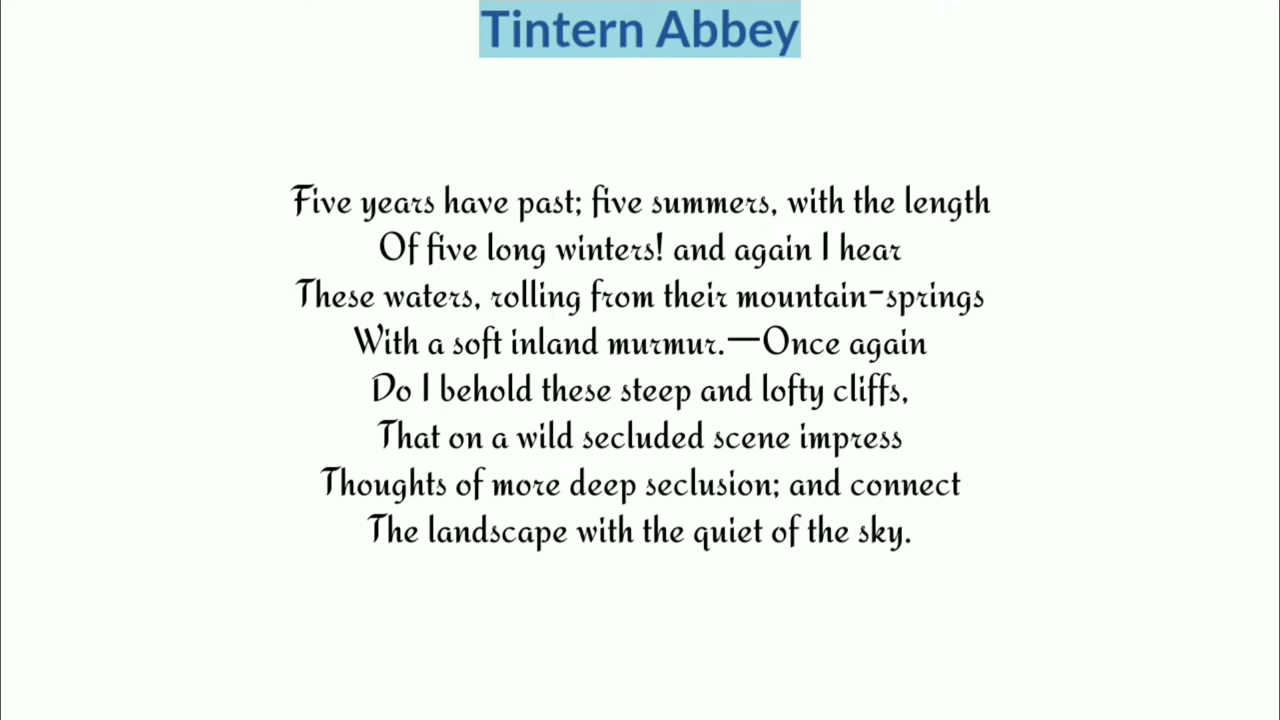 Tintern Abbey
Five years have past; five summers, with the length
Of five long winters! and again I hear
These waters, rolling from their mountain-springs
With a soft inland murmur.—Once again
Do I behold these steep and lofty cliffs,
That on a wild secluded scene impress
Thoughts of more deep seclusion; and connect
The landscape with the quiet of the sky.